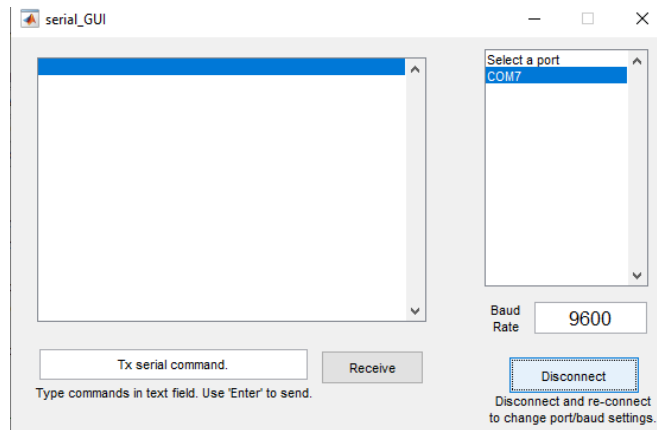 serial_GUI
Select a port
COM7
Baud
Rate
9600
Tx serial command.
Receive
Type commands in text field. Use 'Enter' to send.
Disconnect
Disconnect and re-connect
to change port/baud settings.